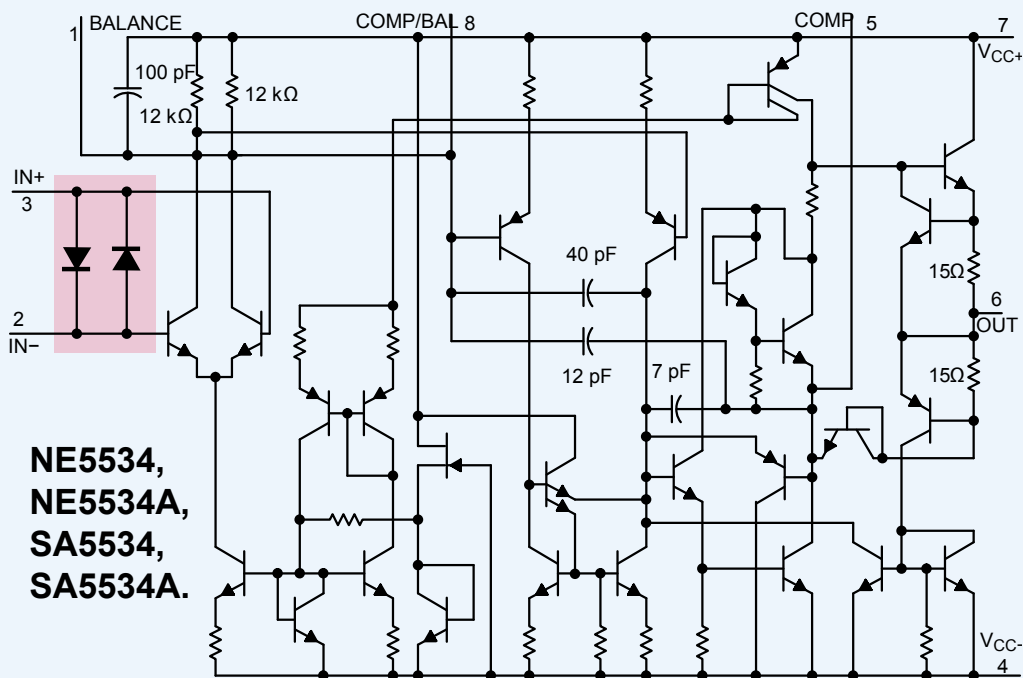 BALANCE
1
COMP/BAL 8
COMP 5
7
VCC+
100 pF
12 kΩ
12 kΩ
IN+
3
2
IN−
40 pF
12 pF
7 pF
15Ω
6
OUT
15Ω
NE5534,
NE5534A,
SA5534,
SA5534A.
VCC-
4